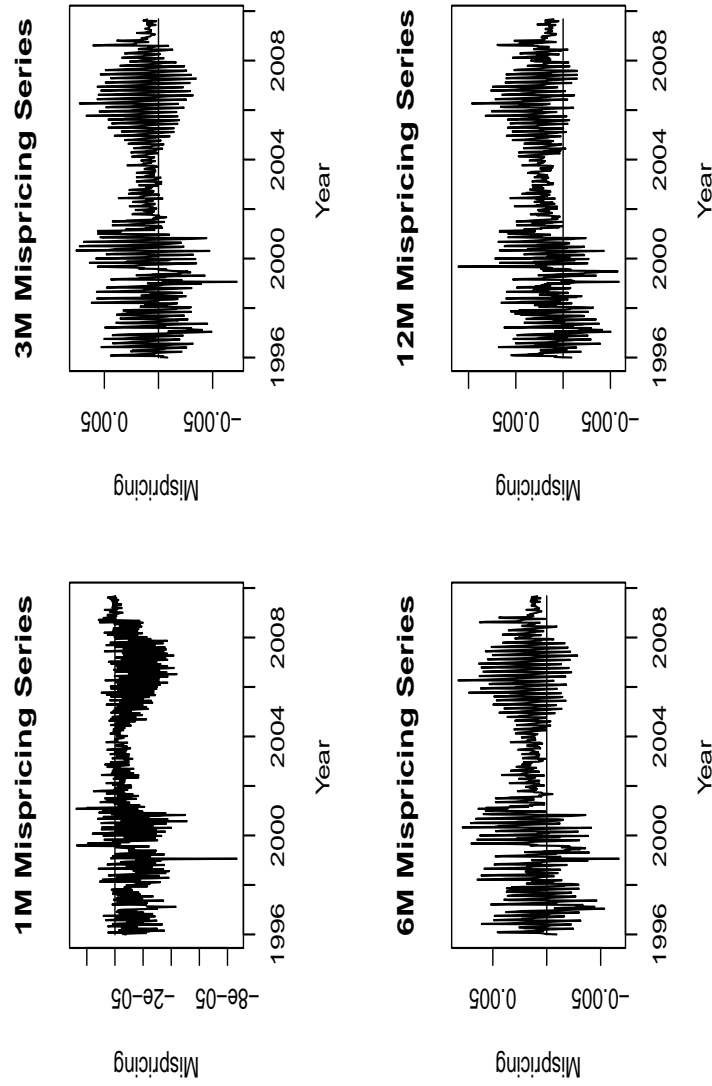 1M Mispricing Series
Mispricing
−2e−05
−8e−05
1996 2000 2004 2008
Year
3M Mispricing Series
Mispricing
0.005
−0.005
1996 2000 2004 2008
Year
6M Mispricing Series
Mispricing
0.005
−0.005
1996 2000 2004 2008
Year
12M Mispricing Series
Mispricing
0.005
−0.005
1996 2000 2004 2008
Year